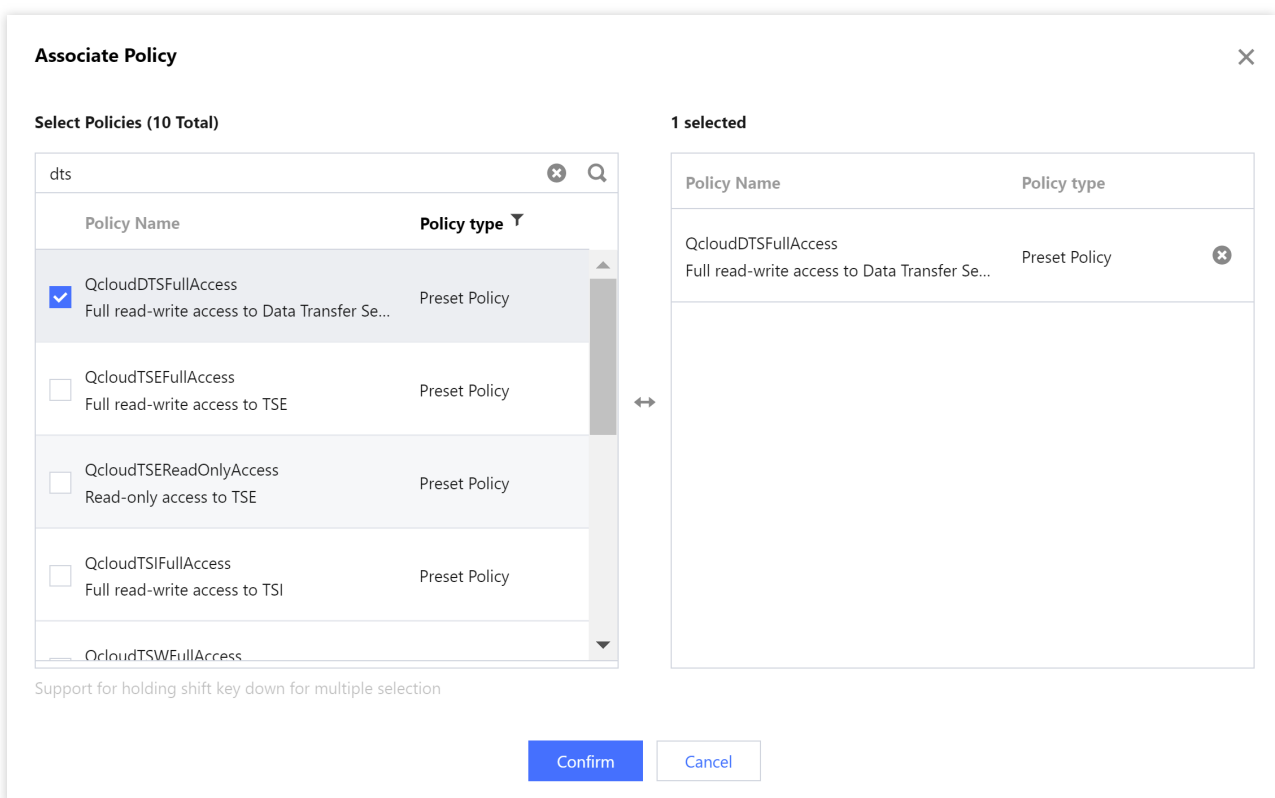 Associate Policy
Select Policies (10 Total)
1 selected
dts
Policy Name
Policy type
QcloudDTSFullAccess
Full read-write access to Data Transfer Se...
Preset Policy
QcloudTSEFullAccess
Full read-write access to TSE
Preset Policy
QcloudTSEReadOnlyAccess
Read-only access to TSE
Preset Policy
QcloudTSIFullAccess
Full read-write access to TSI
Preset Policy
QcloudTSWFullAccess
Support for holding shift key down for multiple selection
Policy Name
Policy type
QcloudDTSFullAccess
Full read-write access to Data Transfer Se...
Preset Policy
Confirm
Cancel